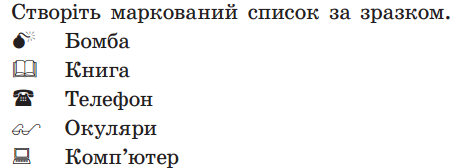 Створіть маркований список за зразком.
Бомба
Книга
Телефон
Окуляри
Комп’ютер